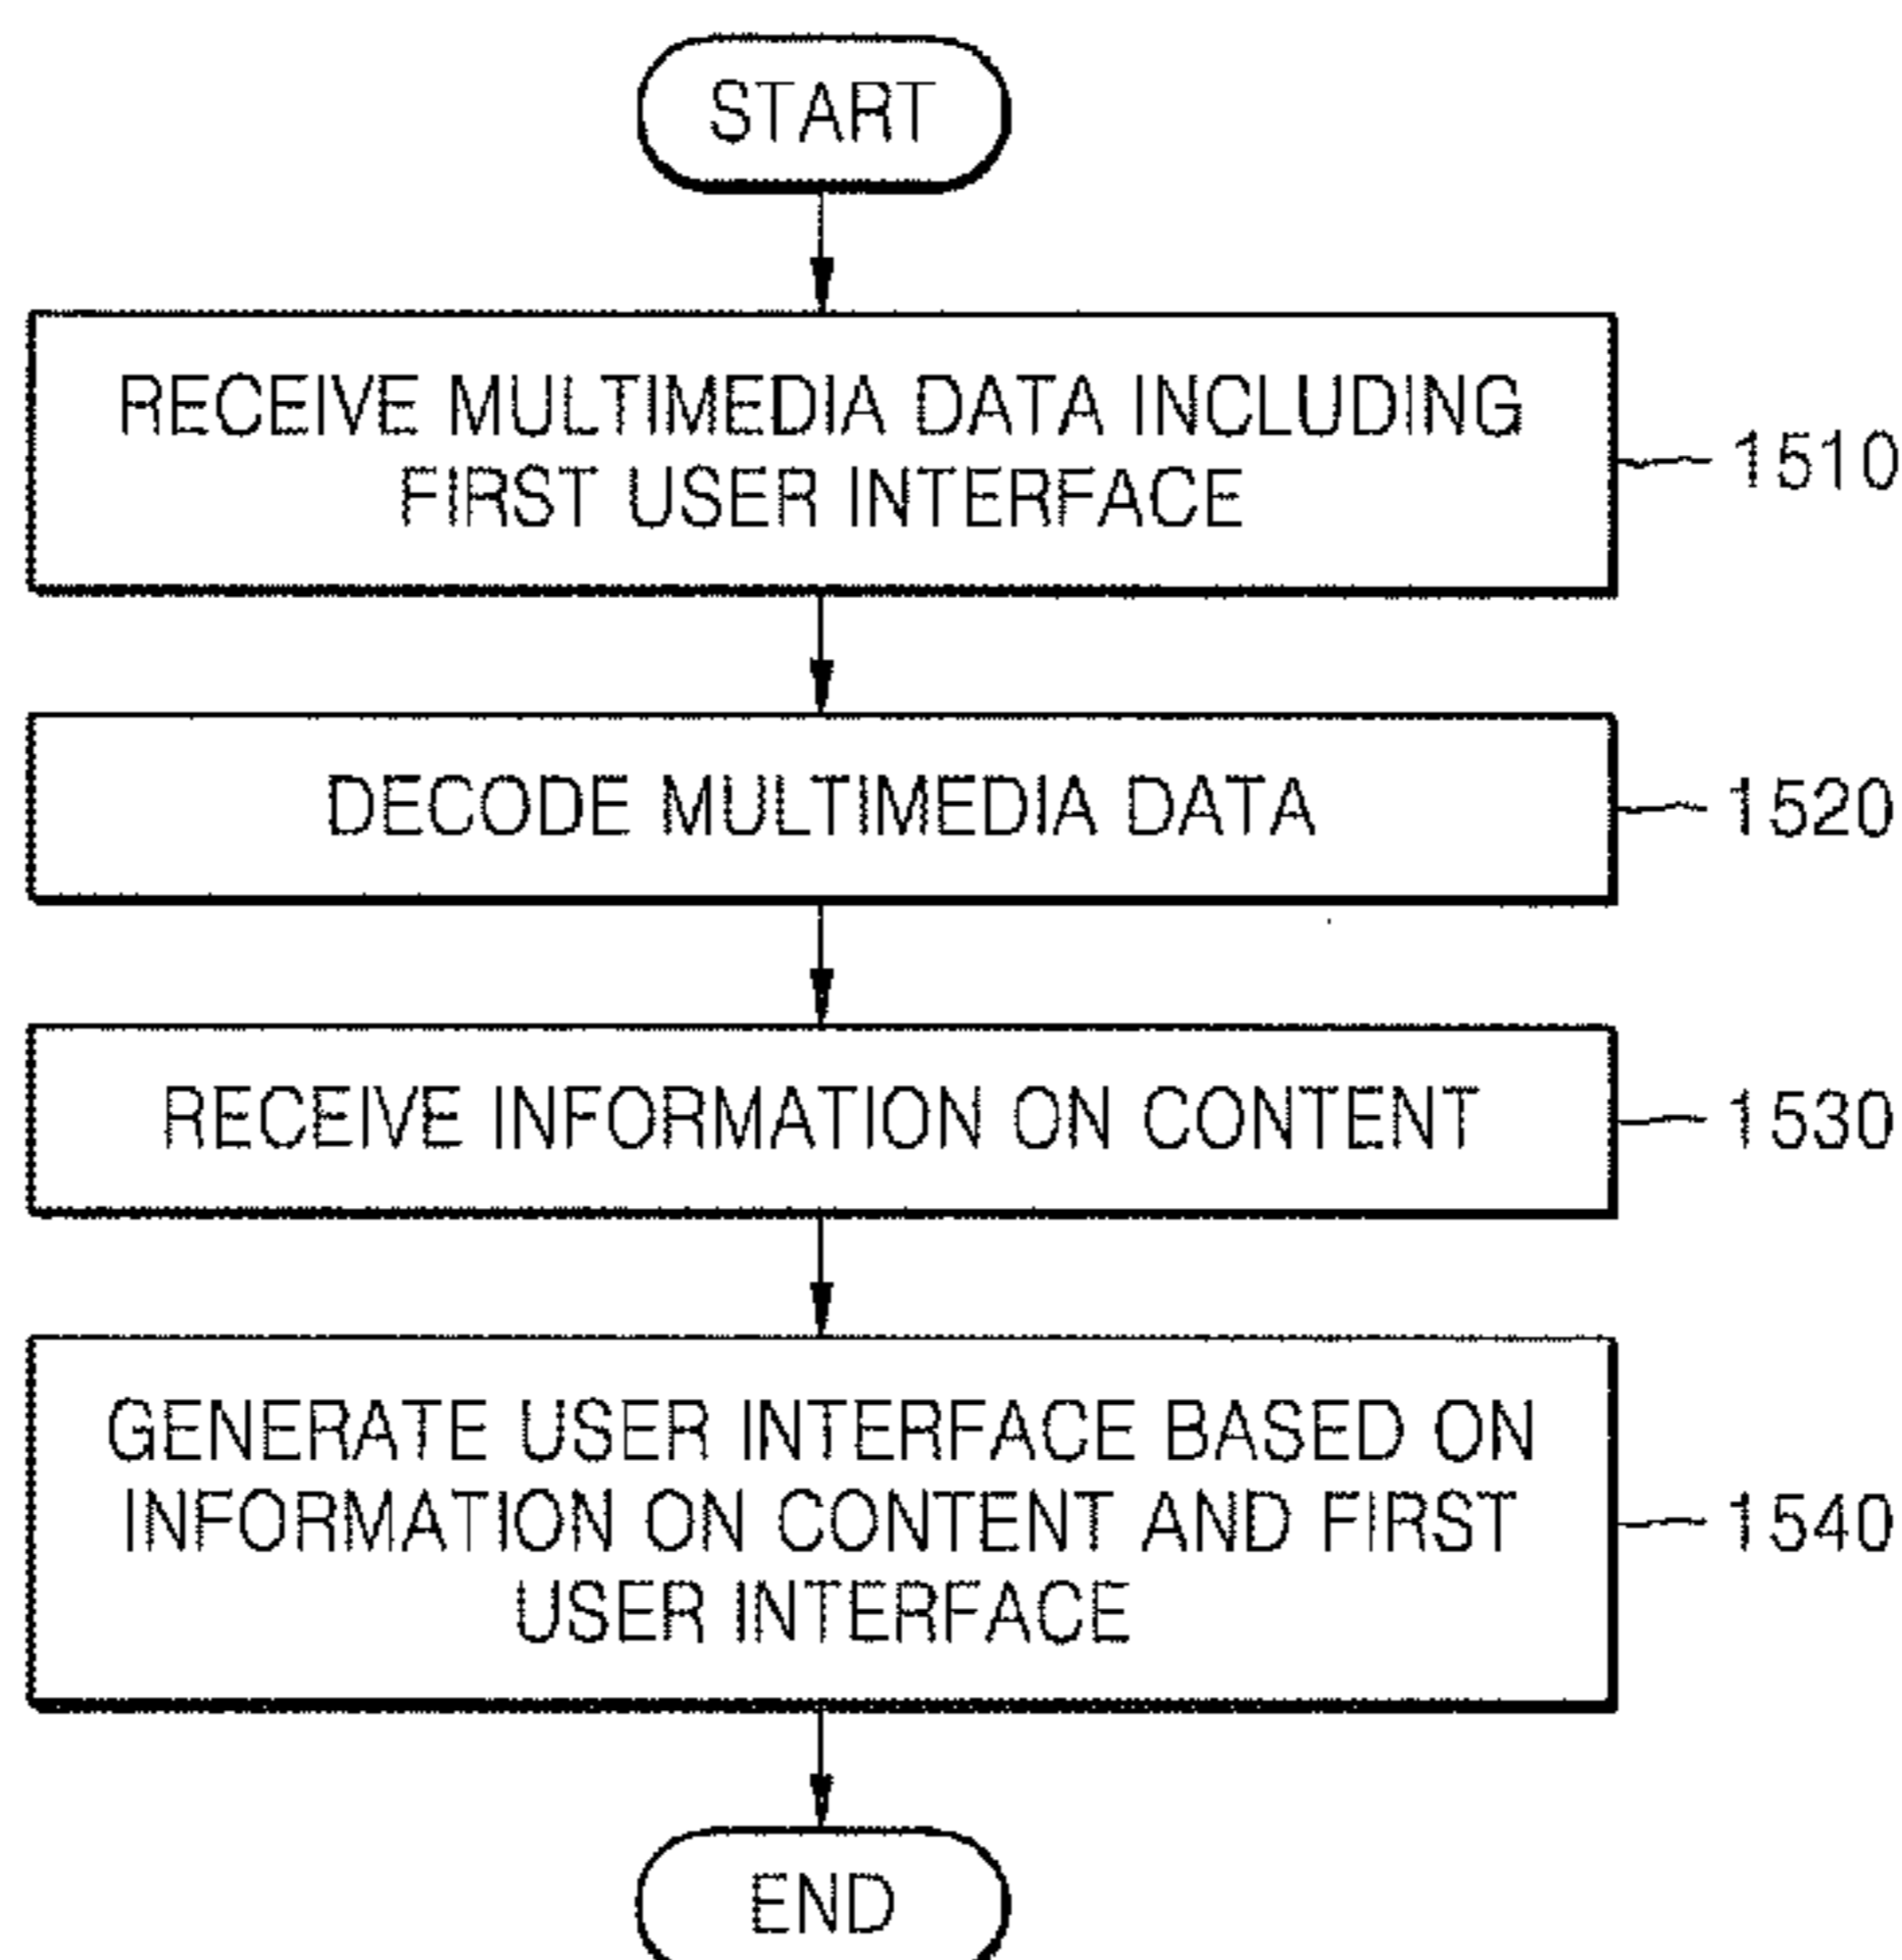 START
RECEIVE MULTIMEDIA DATA INCLUDING
FIRST USER INTERFACE
1510
DECODE MULTIMEDIA DATA
1520
RECEIVE INFORMATION ON CONTENT
1530
GENERATE USER INTERFACE BASED ON
INFORMATION ON CONTENT AND FIRST
USER INTERFACE
1540
END